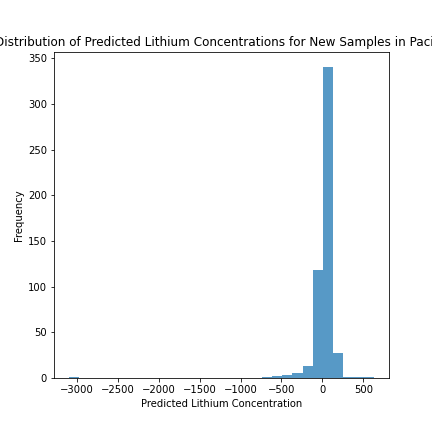 Distribution of Predicted Lithium Concentrations for New Samples in Paci
350
300
250
200
150
100
50
0
Frequency
−3000 −2500 −2000 −1500 −1000 −500 0 500
Predicted Lithium Concentration